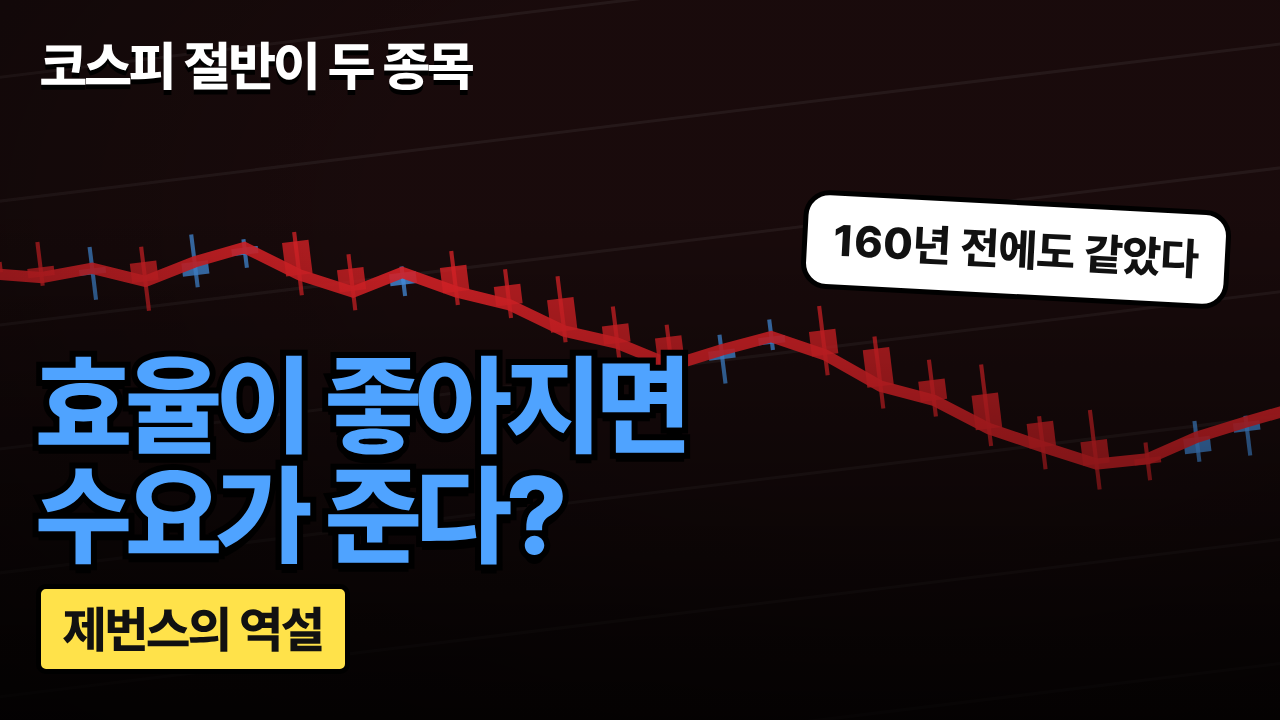 코스피 절반이 두 종목
160년 전에도 같았다
효율이 좋아지면
수요가 준다?
제번스의 역설